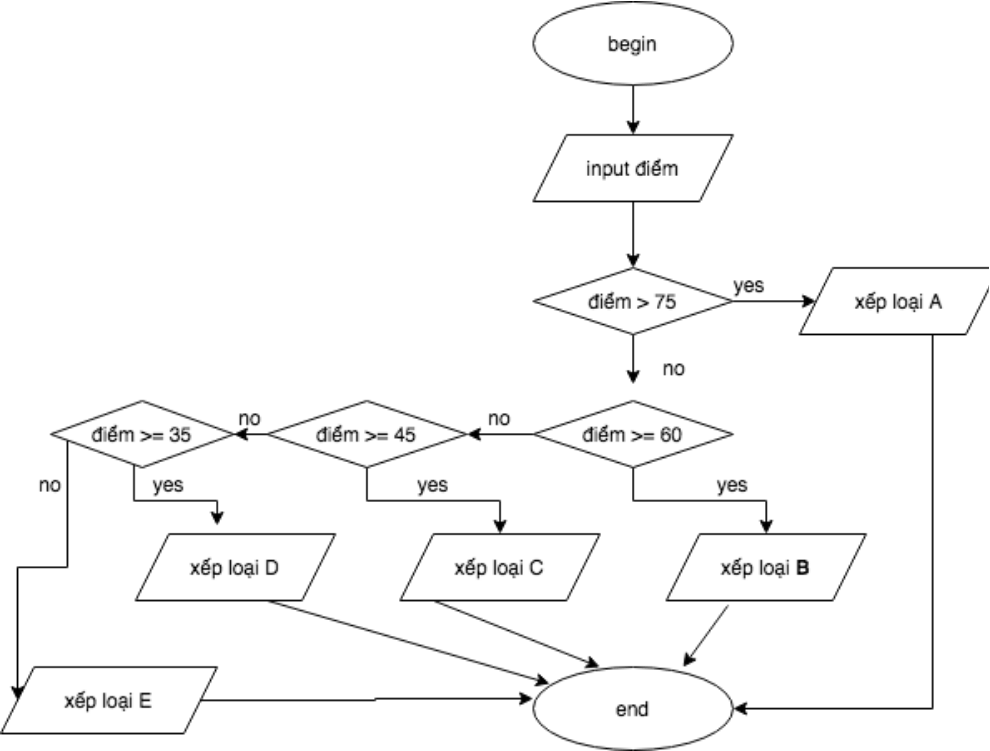 begin
input điểm
điểm > 75
yes
xếp loại A
no
điểm >= 60
no
điểm >= 45
no
điểm >= 35
no
yes
yes
yes
xếp loại D
xếp loại C
xếp loại B
xếp loại E
end